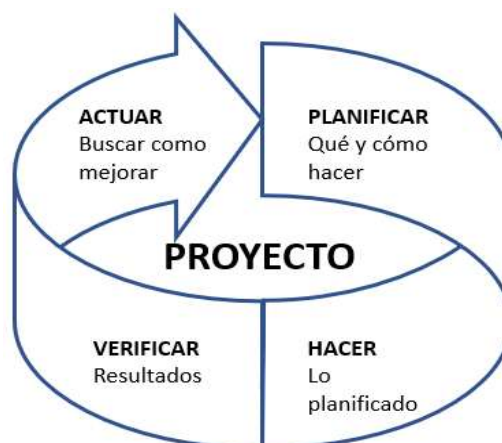 ACTUAR
Buscar como
mejorar
PLANIFICAR
Qué y cómo
hacer
PROYECTO
VERIFICAR
Resultados
HACER
Lo
planificado